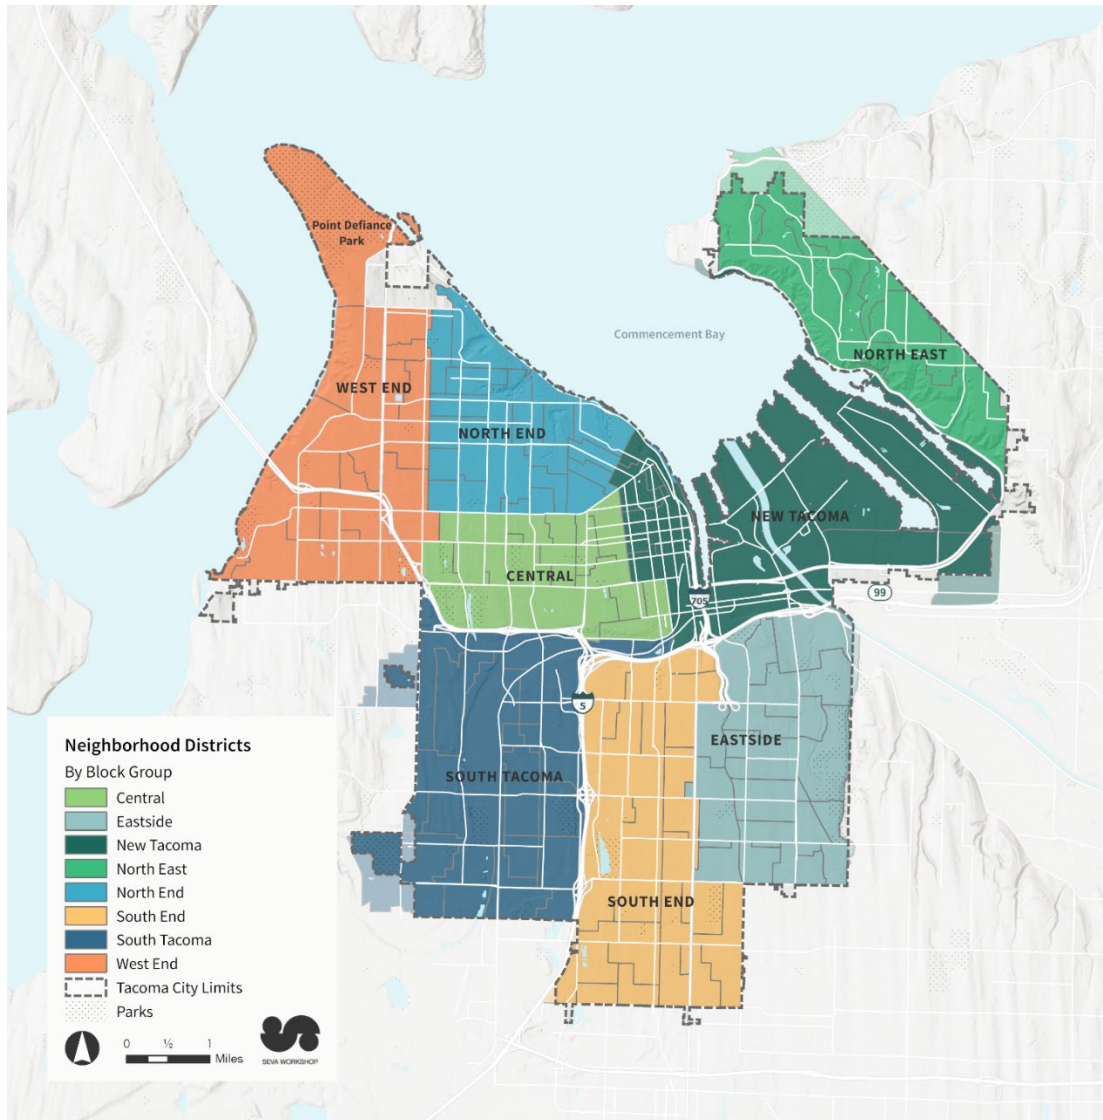 Point Defiance
Park
Commencement Bay
NORTH EAST
WEST END
NORTH END
NEW TACOMA
CENTRAL
99
705
5
EASTSIDE
SOUTH TACOMA
SOUTH END
Neighborhood Districts
By Block Group
Central
Eastside
New Tacoma
North East
North End
South End
South Tacoma
West End
Tacoma City Limits
Parks
0 ½ 1
Miles
SEVA WORKSHOP